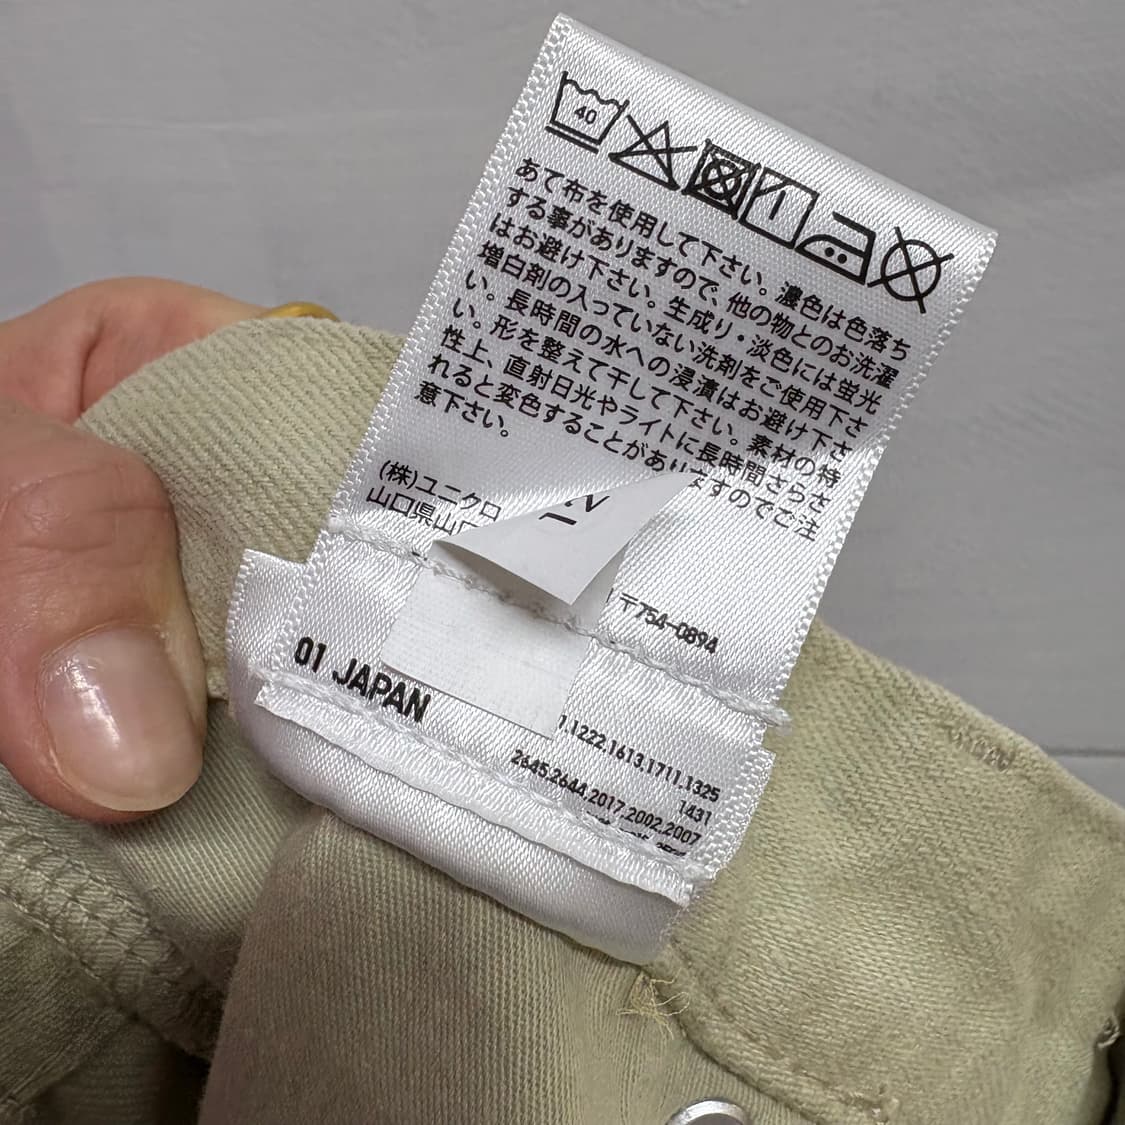 40
あて布を使用して下さい。濃色は色落ち
する事がありますので、他の物とのお洗濯
はお避け下さい。生成り・淡色には蛍光
増白剤の入っていない洗剤をご使用下さ
い。長時間の水への浸漬はお避け下さ
い。形を整えて干して下さい。素材の特
性上、直射日光やライトに長時間さらさ
れると変色することがありますのでご注
意下さい。
(株)ユニクロ
山口県山口
〒754-0894
01 JAPAN
1,1222,1613,1711,1325
1431
2645,2644,2017,2002,2007